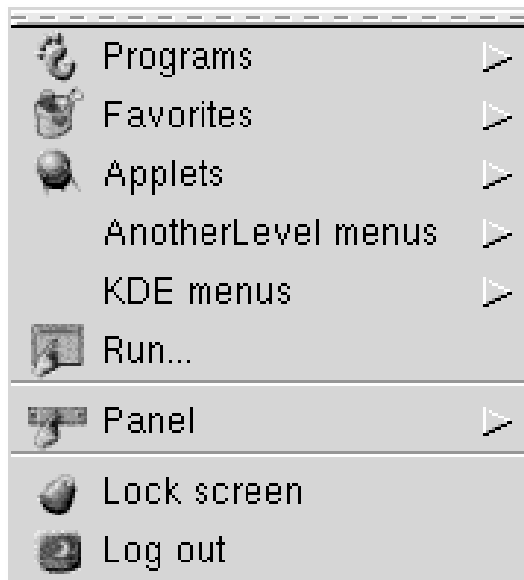 Programs
Favorites
Applets
AnotherLevel menus
KDE menus
Run...
Panel
Lock screen
Log out